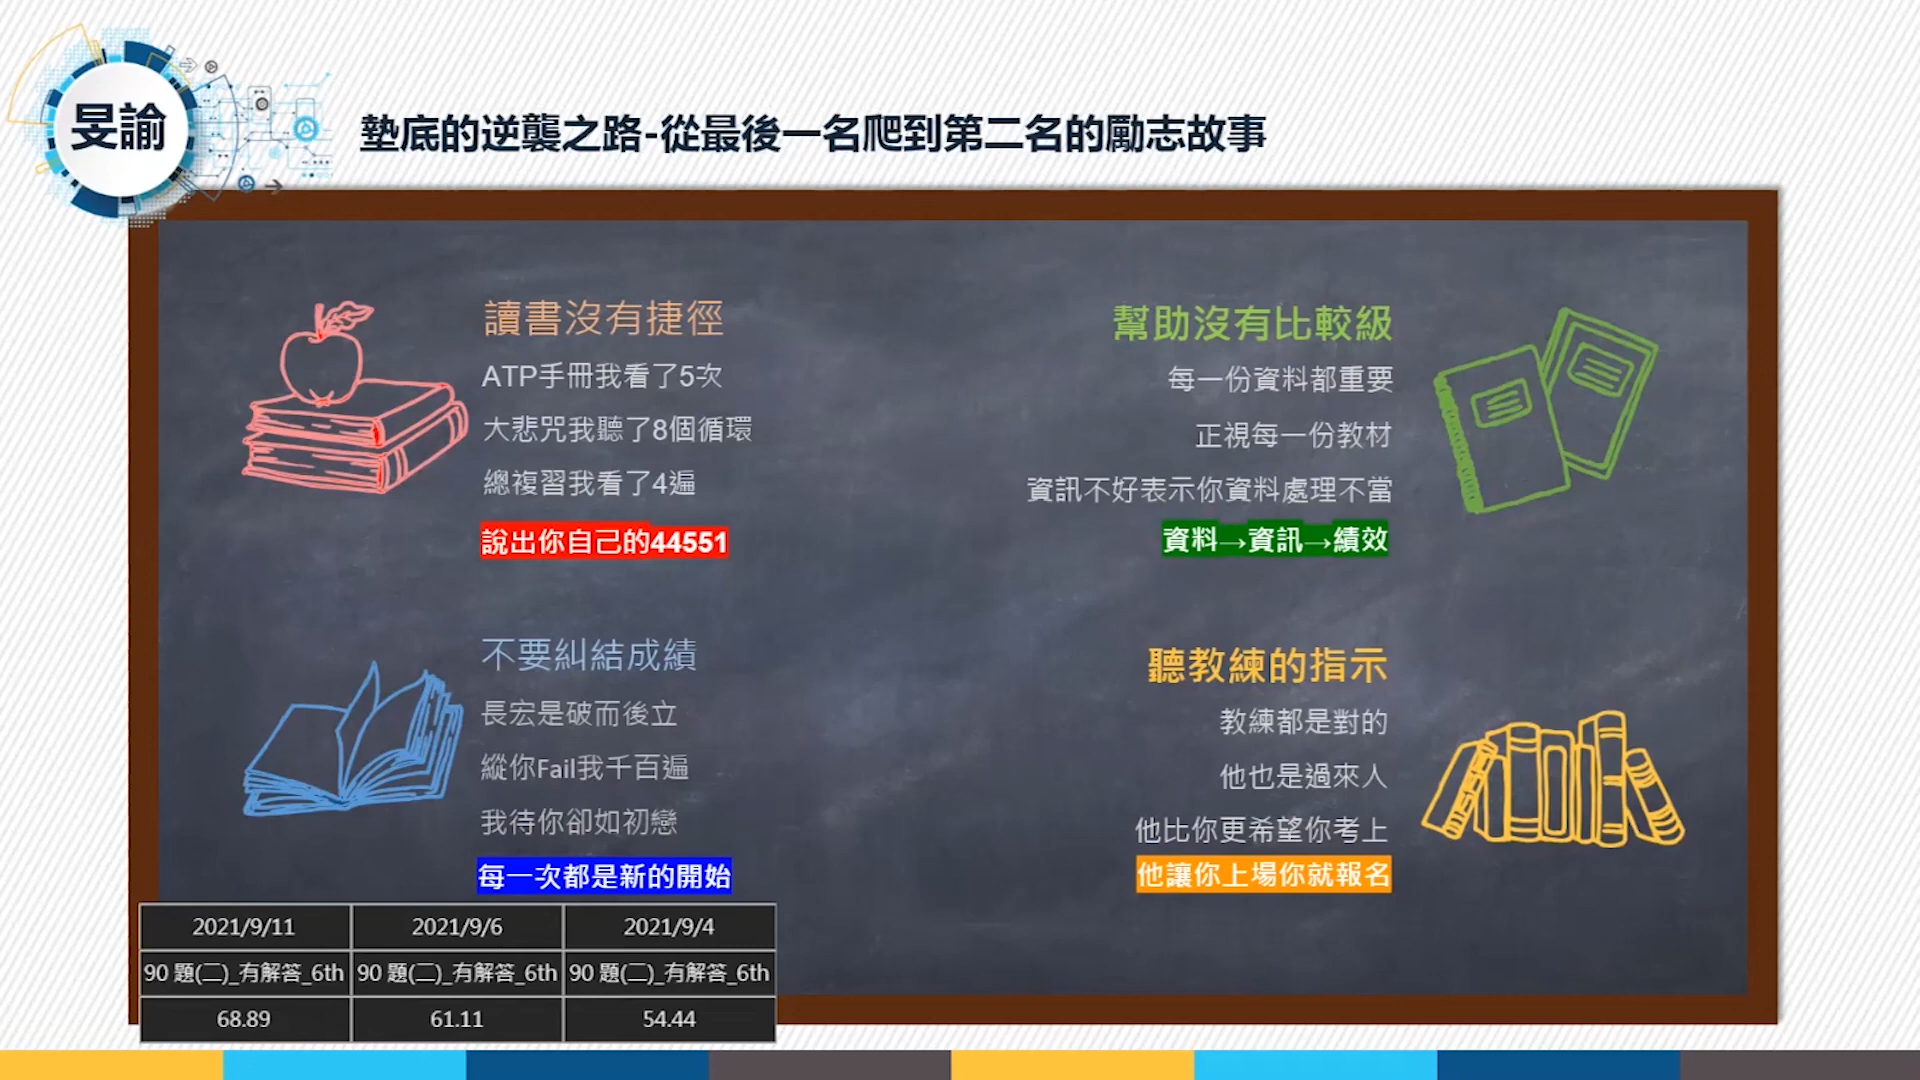 旻諭
墊底的逆襲之路-從最後一名爬到第二名的勵志故事
讀書沒有捷徑
ATP手冊我看了5次
大悲咒我聽了8個循環
總複習我看了4遍
說出你自己的44551
幫助沒有比較級
每一份資料都重要
正視每一份教材
資訊不好表示你資料處理不當
資料→資訊→績效
不要糾結成績
長宏是破而後立
縱你Fail我千百遍
我待你卻如初戀
每一次都是新的開始
聽教練的指示
教練都是對的
他也是過來人
他比你更希望你考上
他讓你上場你就報名
2021/9/11 2021/9/6 2021/9/4
90 題(二)_有解答_6th 90 題(二)_有解答_6th 90 題(二)_有解答_6th
68.89 61.11 54.44